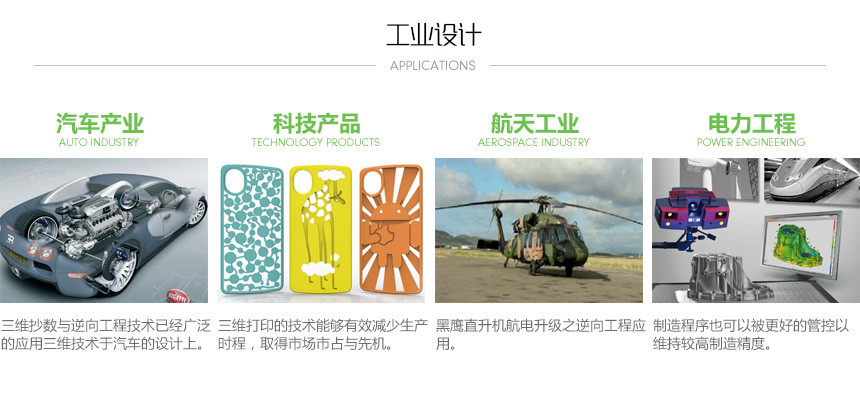 工业设计
APPLICATIONS
汽车产业
AUTO INDUSTRY
科技产品
TECHNOLOGY PRODUCTS
航天工业
AEROSPACE INDUSTRY
电力工程
POWER ENGINEERING
BUGATTI
三维抄数与逆向工程技术已经广泛
的应用三维技术于汽车的设计上。
三维打印的技术能够有效减少生产
时程，取得市场市占与先机。
黑鹰直升机航电升级之逆向工程应
用。
制造程序也可以被更好的管控以
维持较高制造精度。